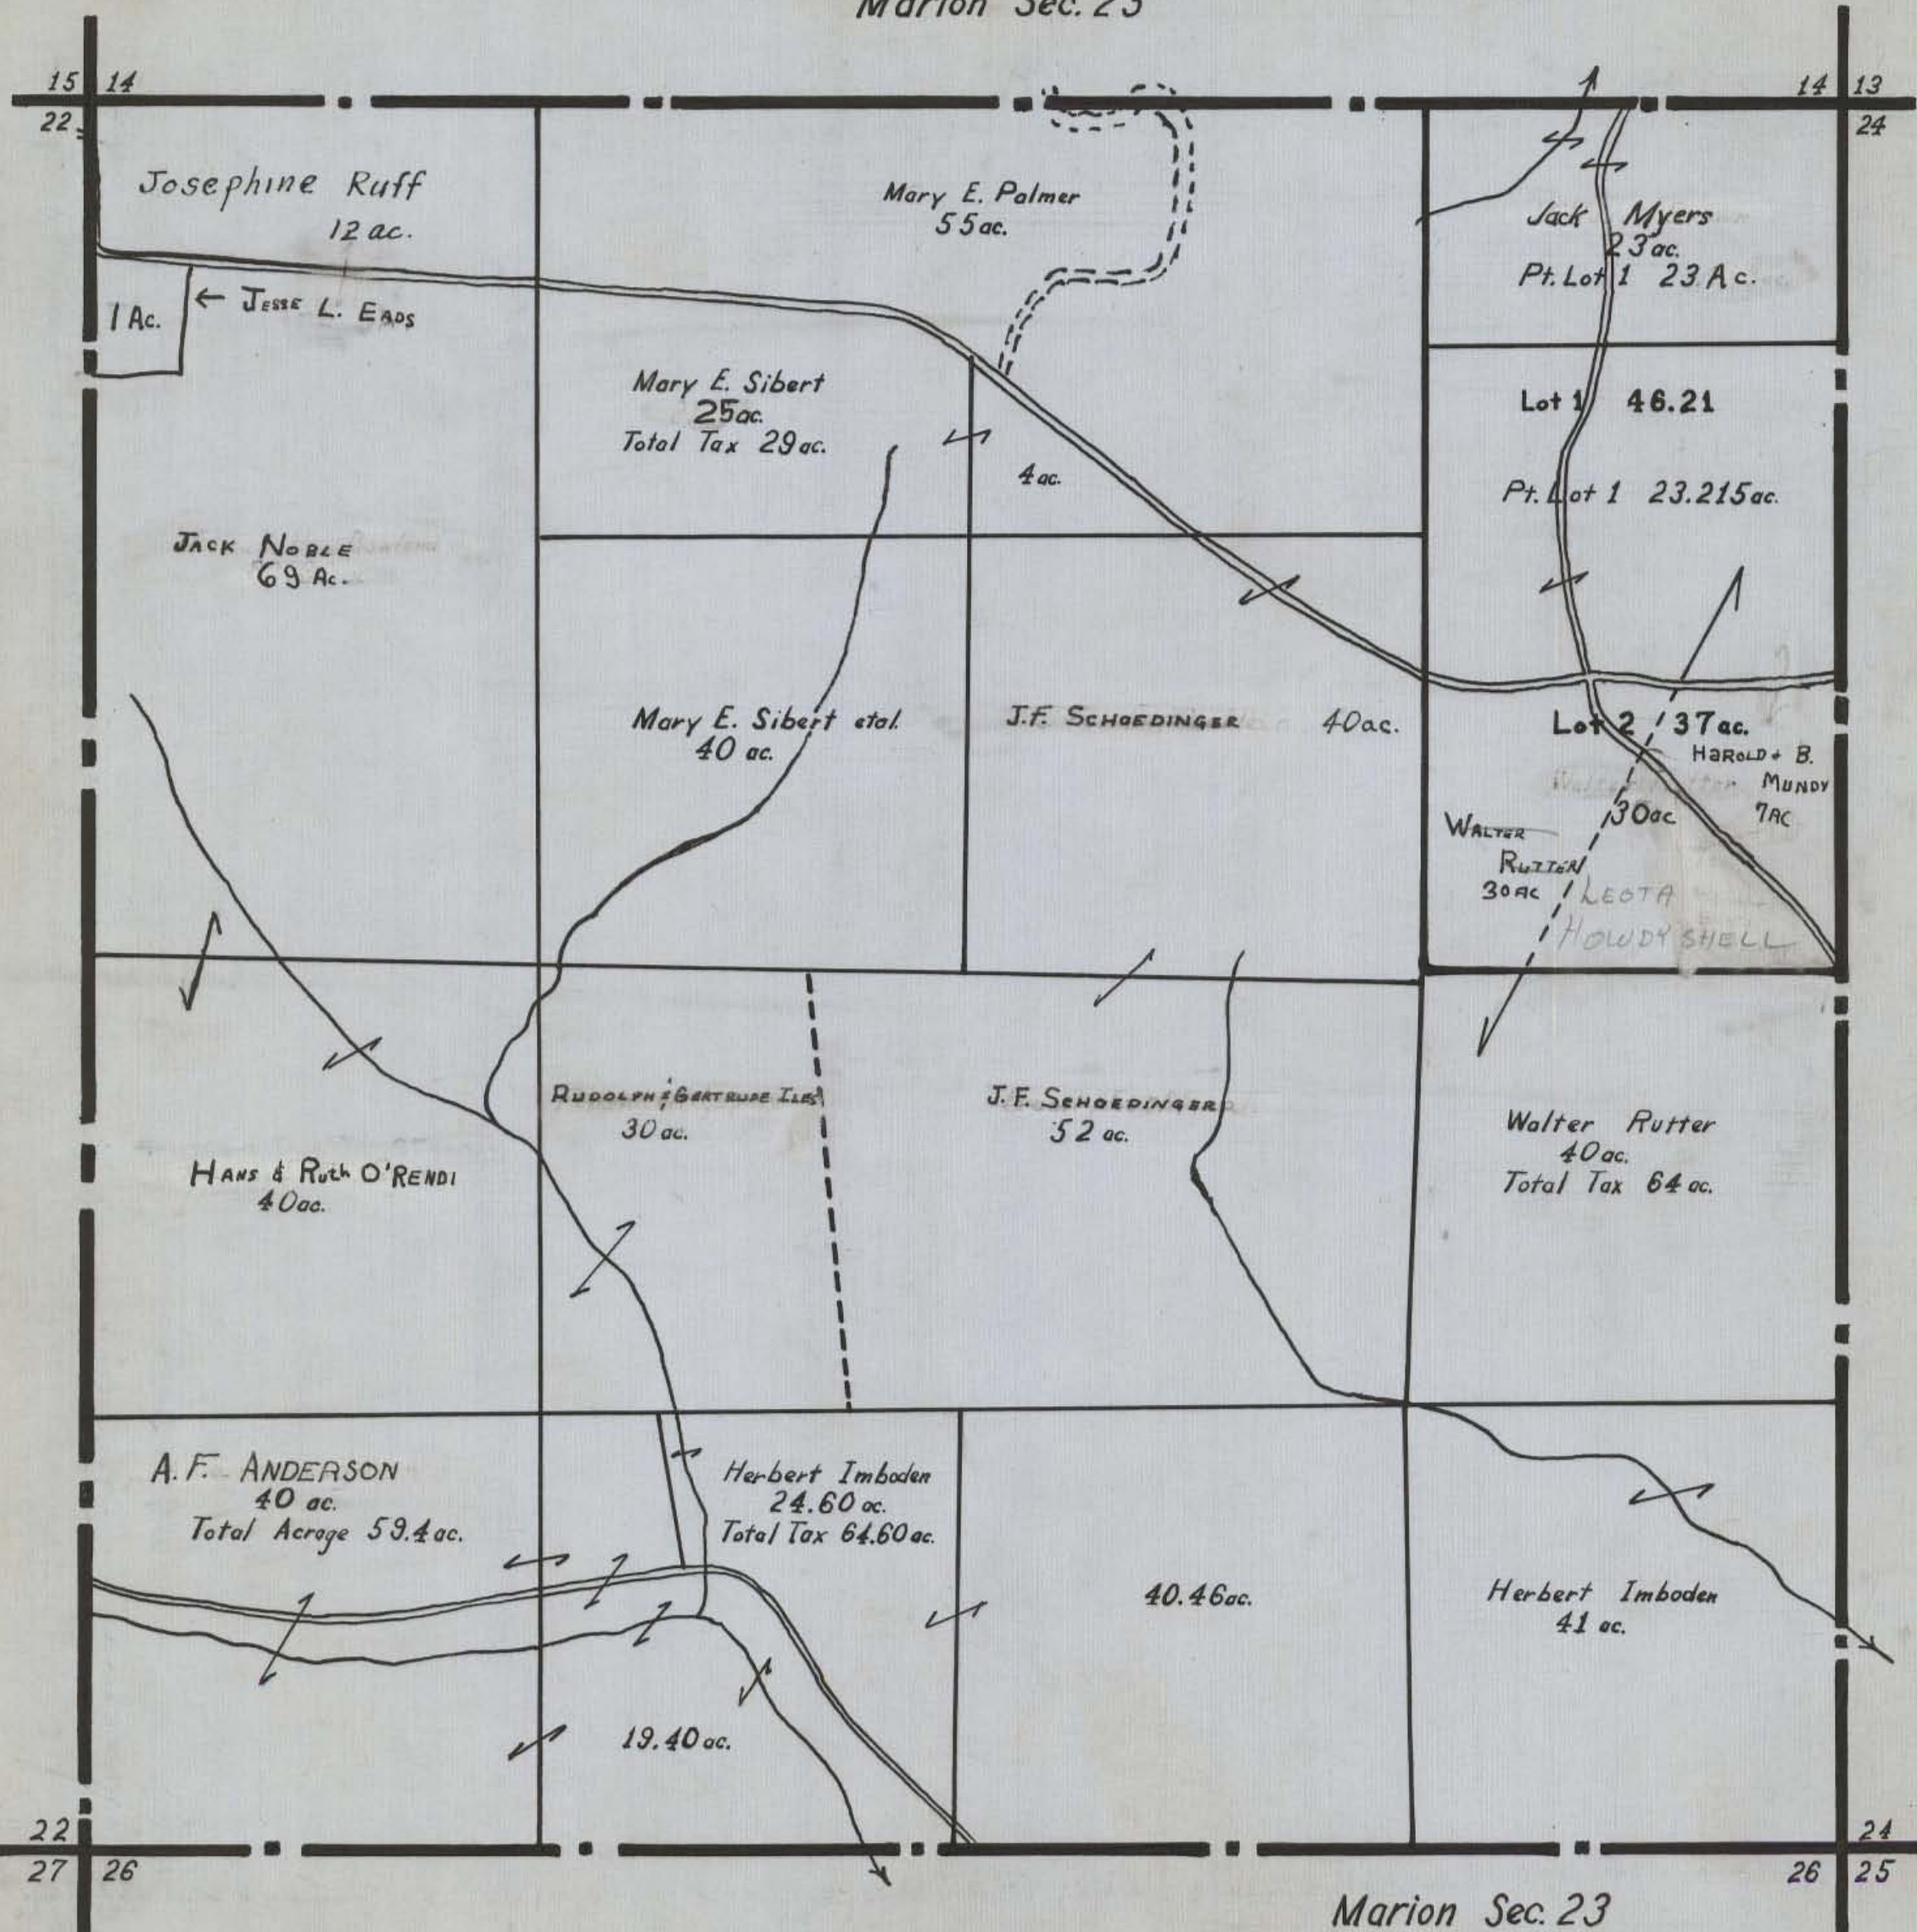 Marion Sec. 23
15 14
22
14 13
24
Josephine Ruff
12 ac.
Mary E. Palmer
55 ac.
Jack Myers
23 ac.
Pt. Lot 1 23 Ac.
1 Ac.
← JESSE L. EADS
Mary E. Sibert
25 ac.
Total Tax 29 ac.
4 ac.
Lot 1 46.21
Pt. Lot 1 23.215 ac.
JACK NOBLE
69 Ac.
Mary E. Sibert etal.
40 ac.
J.F. SCHOEDINGER 40 ac.
Lot 2 37 ac.
HAROLD + B.
MUNDY
7 AC
30 ac
WALTER
RUTTER
30 AC
LEOTA
HOWDYSHELL
HANS & Ruth O'RENDI
40 ac.
RUDOLPH & GERTRUDE ILES
30 ac.
J. F. SCHOEDINGER
52 ac.
Walter Rutter
40 ac.
Total Tax 64 ac.
A. F. ANDERSON
40 ac.
Total Acrage 59.4 ac.
Herbert Imboden
24.60 ac.
Total Tax 64.60 ac.
40.46 ac.
Herbert Imboden
41 ac.
19.40 ac.
22
27 26
24
26 25
Marion Sec. 23